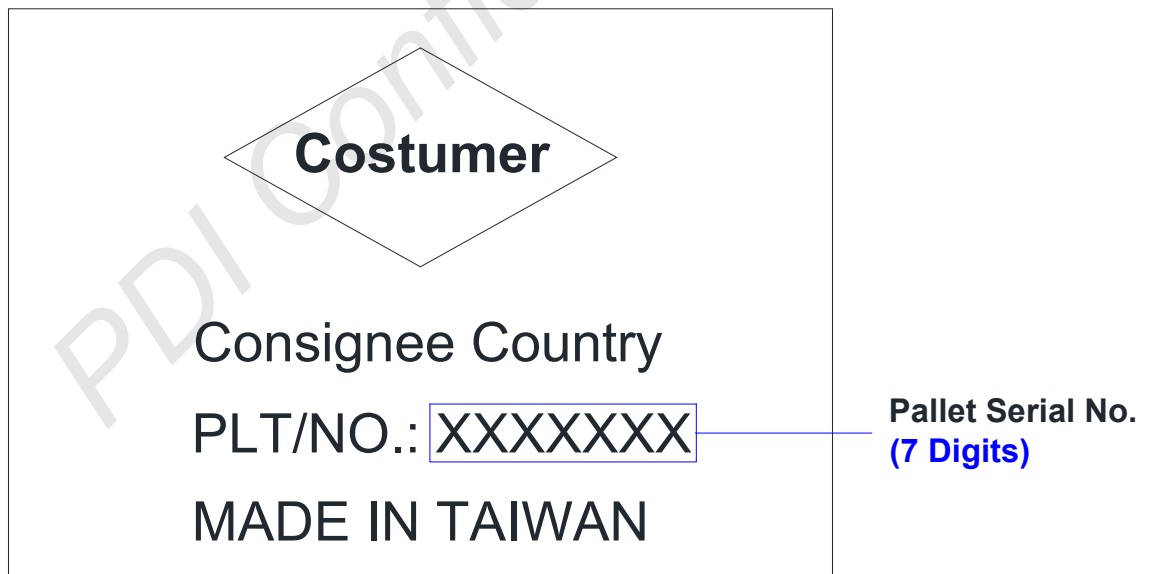 PDI Confi
Costumer
Consignee Country
PLT/NO.: XXXXXXX
Pallet Serial No.
(7 Digits)
MADE IN TAIWAN